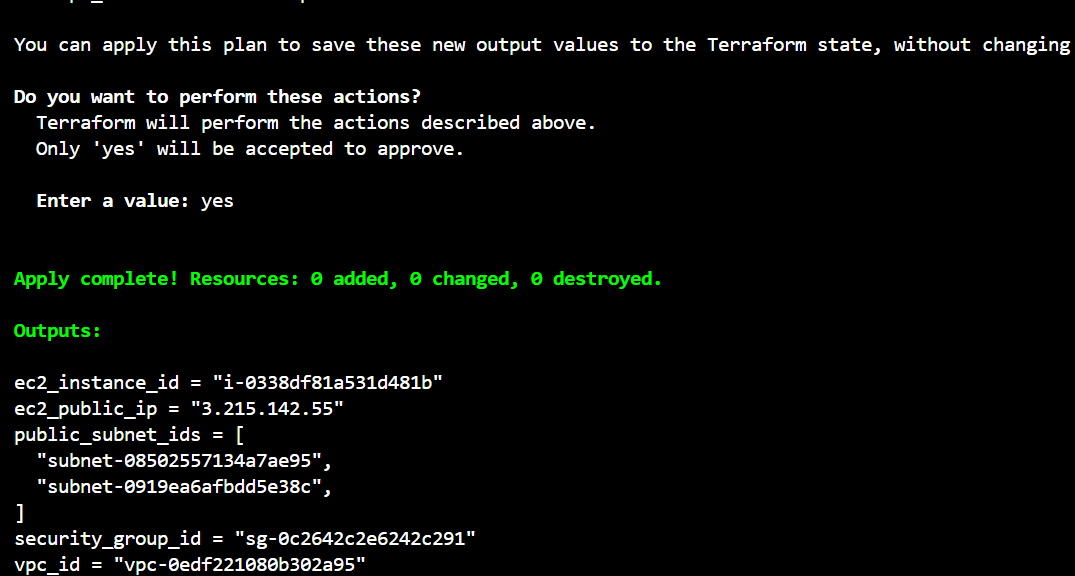 You can apply this plan to save these new output values to the Terraform state, without changing
Do you want to perform these actions?
Terraform will perform the actions described above.
Only 'yes' will be accepted to approve.
Enter a value: yes
Apply complete! Resources: 0 added, 0 changed, 0 destroyed.
Outputs:
ec2_instance_id = "i-0338df81a531d481b"
ec2_public_ip = "3.215.142.55"
public_subnet_ids = [
"subnet-08502557134a7ae95",
"subnet-0919ea6afbdd5e38c",
]
security_group_id = "sg-0c2642c2e6242c291"
vpc_id = "vpc-0edf221080b302a95"